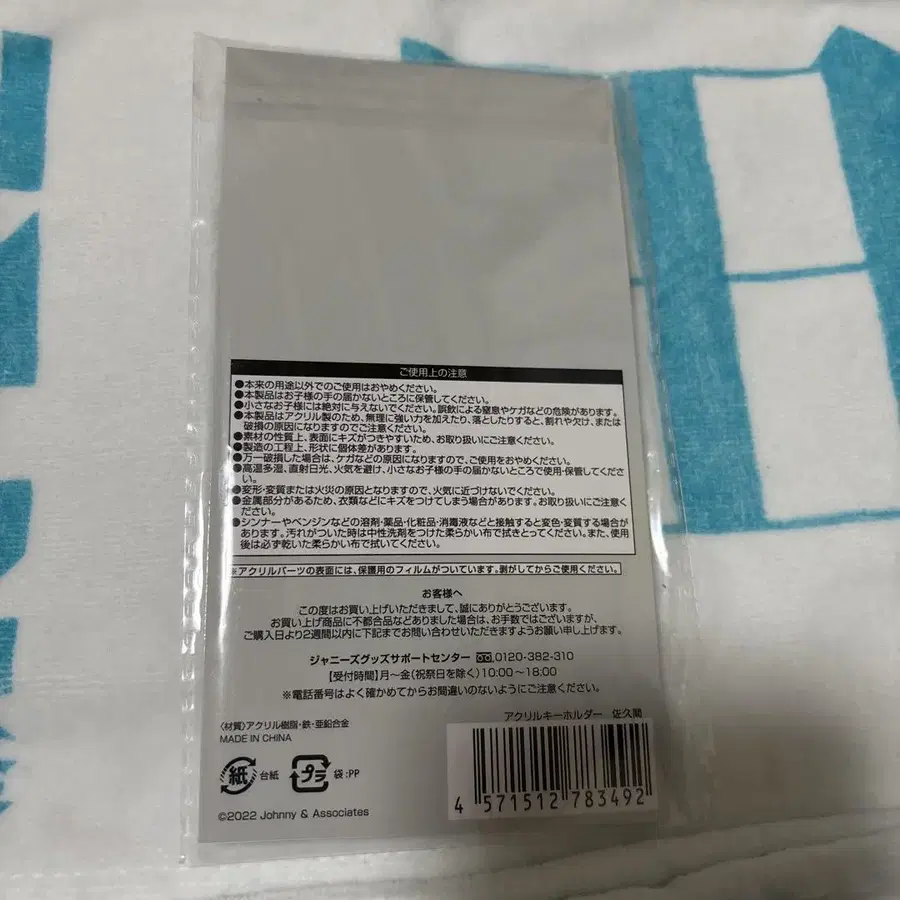 ご使用上の注意
●本来の用途以外でのご使用はおやめください。
●本製品はお子様の手の届かないところに保管してください。
●小さなお子様には絶対に与えないでください。誤飲による窒息やケガなどの危険があります。
●本製品はアクリル製のため、無理に強い力を加えたり、落としたりすると、割れや欠け、または
破損の原因になりますのでご注意ください。
●素材の性質上、表面にキズがつきやすいため、お取り扱いにご注意ください。
●製造の工程上、形状に個体差があります。
●万一破損した場合は、ケガなどの原因になりますので、ご使用をおやめください。
●高温多湿、直射日光、火気を避け、小さなお子様の手の届かないところで使用・保管してくださ
い。
●変形・変質または火災の原因となりますので、火気に近づけないでください。
●金属部分があるため、衣類などにキズをつけてしまう場合があります。お取り扱いにご注意く
ださい。
●シンナーやベンジンなどの溶剤・薬品・化粧品・消毒液などと接触すると変色・変質する場合が
あります。汚れがついた時は中性洗剤をつけた柔らかい布で拭きとってください。また、使用
後は必ず乾いた柔らかい布で拭いてください。
※アクリルパーツの表面には、保護用のフィルムがついています。剥がしてからご使用ください。
お客様へ
この度はお買い上げいただきまして、誠にありがとうございます。
お買い上げ商品に不都合品などありました場合は、お手数ではございますが、
ご購入日より2週間以内に下記までお問い合わせいただきますようお願い申し上げます。
ジャニーズグッズサポートセンター 0120-382-310
【受付時間】月～金(祝祭日を除く)10:00～18:00
※電話番号はよく確かめてからお間違いのないようにご注意ください。
アクリルキーホルダー 佐久間
〈材質〉アクリル樹脂・鉄・亜鉛合金
MADE IN CHINA
紙 台紙 プラ 袋:PP
4 571512 783492
©2022 Johnny & Associates